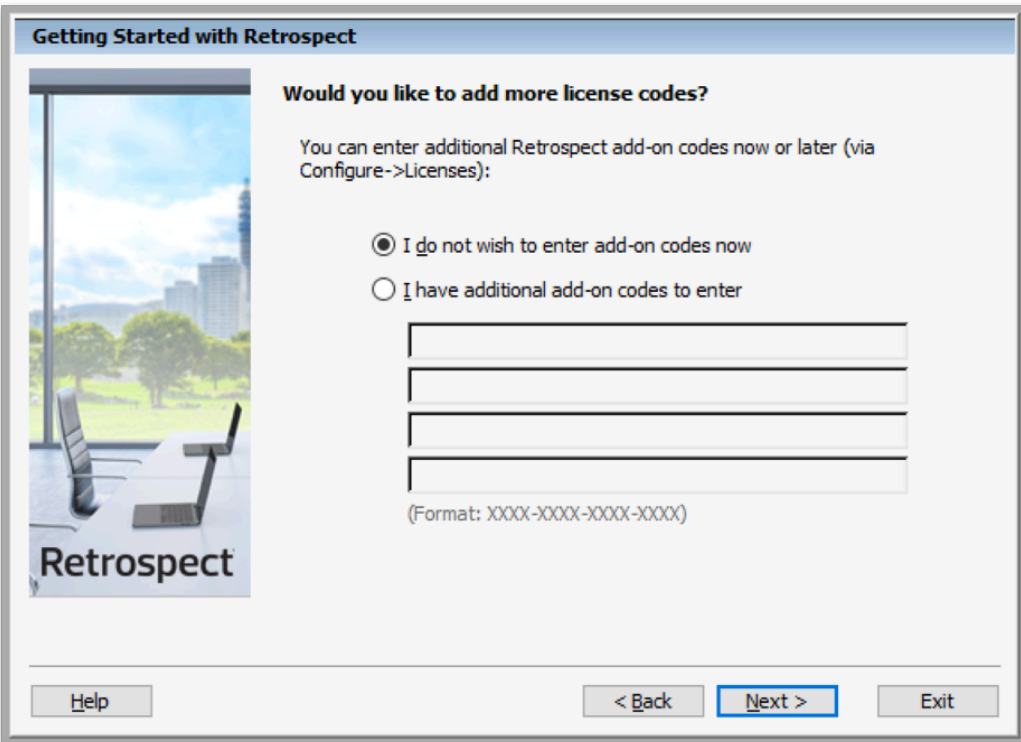 Getting Started with Retrospect
Would you like to add more license codes?
You can enter additional Retrospect add-on codes now or later (via
Configure->Licenses):
I do not wish to enter add-on codes now
I have additional add-on codes to enter
(Format: XXXX-XXXX-XXXX-XXXX)
Retrospect
Help
< Back
Next >
Exit